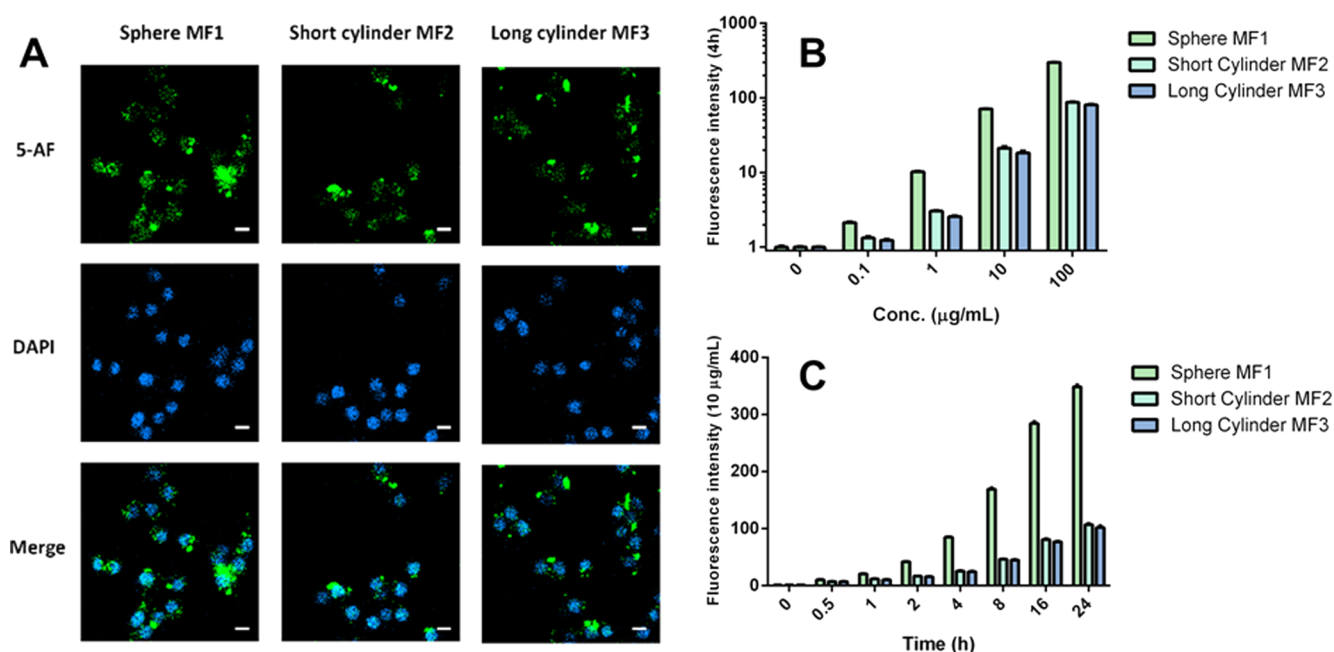 A
Sphere MF1
Short cylinder MF2
Long cylinder MF3
5-AF
DAPI
Merge
B
Fluorescence intensity (4h)
1000
100
10
1
0
0.1
1
10
100
Conc. (μg/mL)
Sphere MF1
Short Cylinder MF2
Long Cylinder MF3
C
Fluorescence intensity (10 μg/mL)
400
300
200
100
0
0
0.5
1
2
4
8
16
24
Time (h)
Sphere MF1
Short Cylinder MF2
Long Cylinder MF3